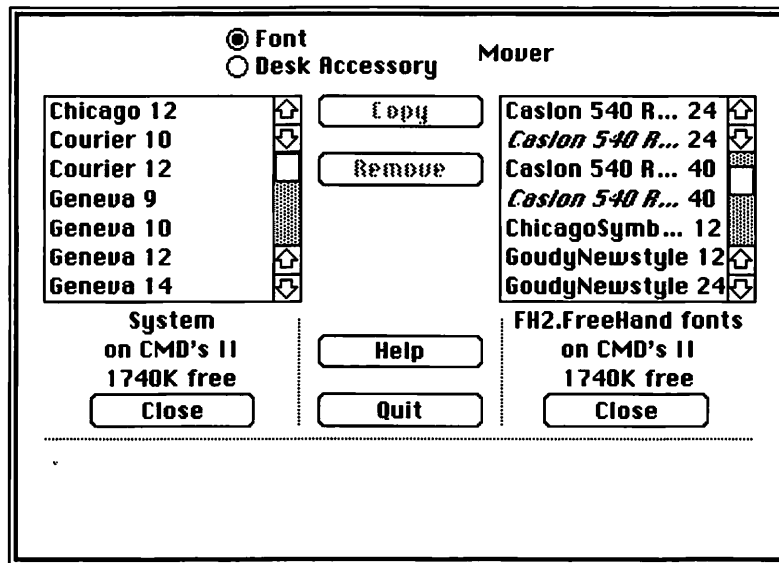 Font
Desk Accessory
Mover
Chicago 12
Courier 10
Courier 12
Geneva 9
Geneva 10
Geneva 12
Geneva 14
Copy
Remove
Caslon 540 R... 24
Caslon 540 R... 24
Caslon 540 R... 40
Caslon 540 R... 40
ChicagoSymb... 12
GoudyNewstyle 12
GoudyNewstyle 24
System
on CMD's II
1740K free
Close
Help
Quit
FH2.FreeHand fonts
on CMD's II
1740K free
Close